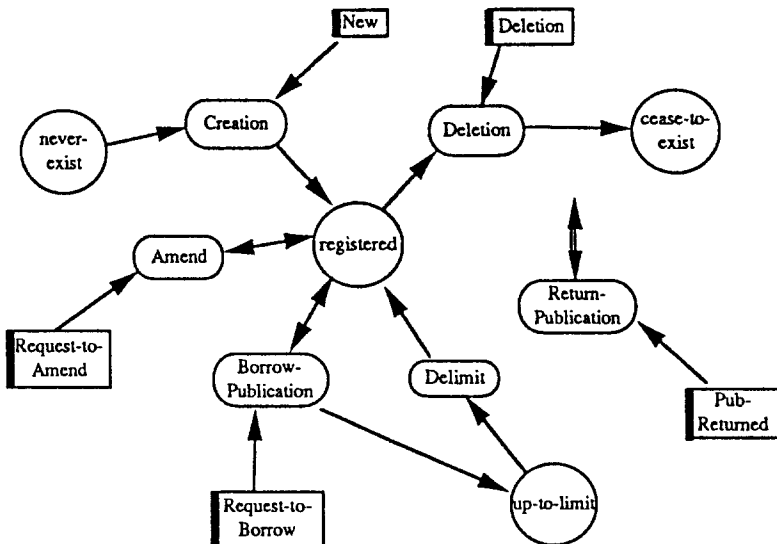 New
Deletion
Creation
Deletion
never-
exist
cease-to-
exist
registered
Amend
Return-
Publication
Request-to-
Amend
Borrow-
Publication
Delimit
Pub-
Returned
up-to-limit
Request-to-
Borrow